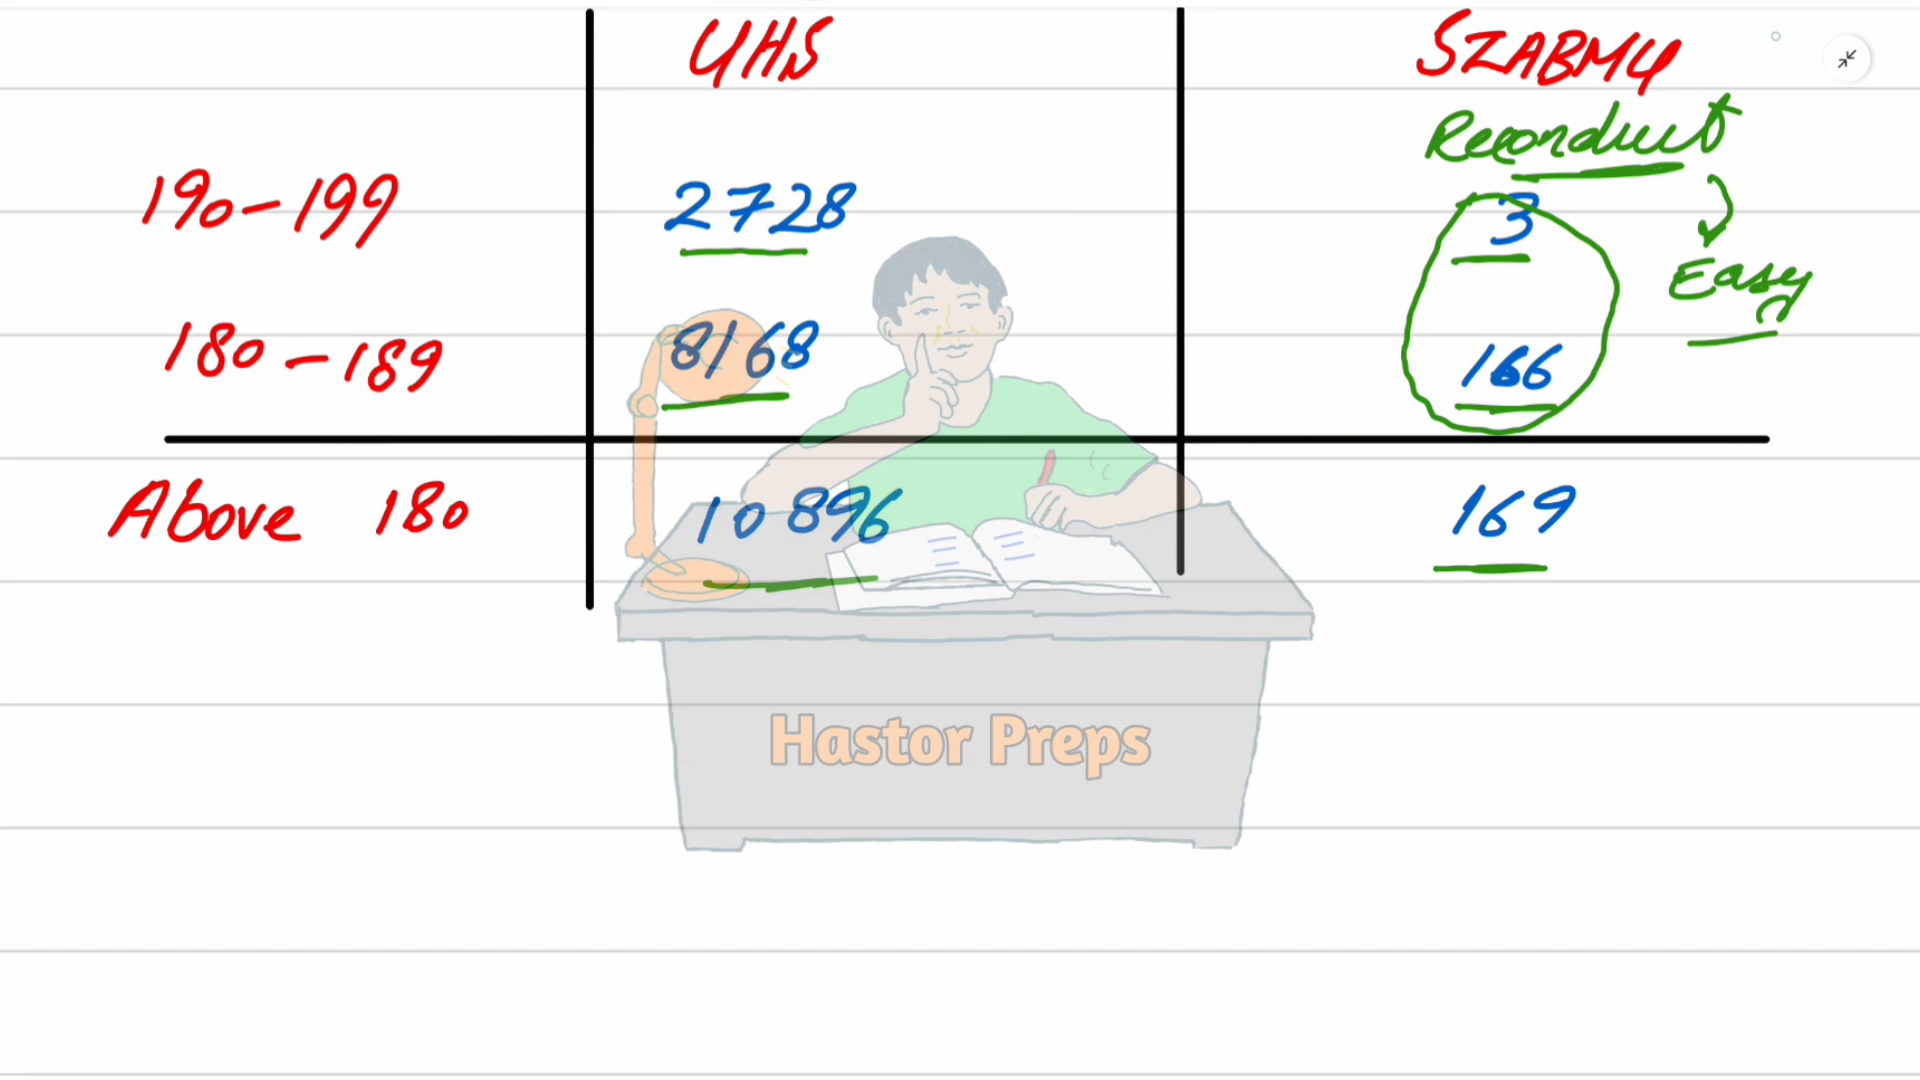 UHS SZABMU
Reconduct
190-199 2728 3
Easy
180-189 8168 166
Above 180 10896 169
Hastor Preps